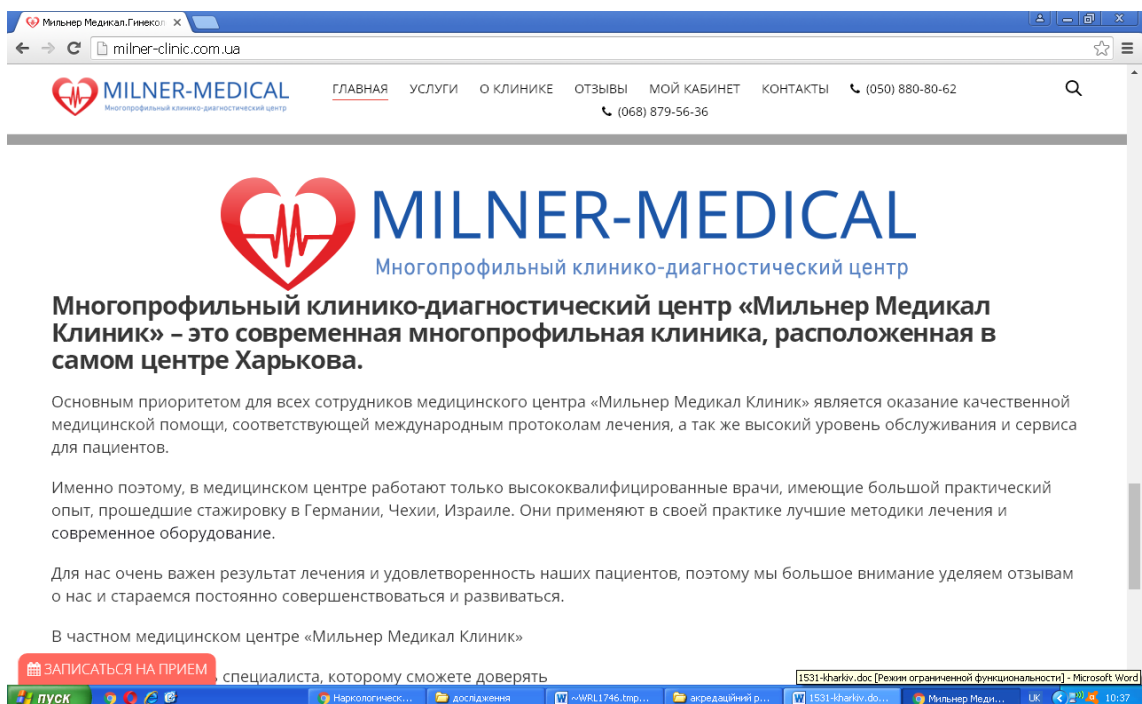 Мильнер Медикал.Гинекол
milner-clinic.com.ua
MILNER-MEDICAL
Многопрофильный клинико-диагностический центр
ГЛАВНАЯ УСЛУГИ О КЛИНИКЕ ОТЗЫВЫ МОЙ КАБИНЕТ КОНТАКТЫ (050) 880-80-62
(068) 879-56-36
MILNER-MEDICAL
Многопрофильный клинико-диагностический центр
Многопрофильный клинико-диагностический центр «Мильнер Медикал
Клиник» – это современная многопрофильная клиника, расположенная в
самом центре Харькова.
Основным приоритетом для всех сотрудников медицинского центра «Мильнер Медикал Клиник» является оказание качественной
медицинской помощи, соответствующей международным протоколам лечения, а так же высокий уровень обслуживания и сервиса
для пациентов.
Именно поэтому, в медицинском центре работают только высококвалифицированные врачи, имеющие большой практический
опыт, прошедшие стажировку в Германии, Чехии, Израиле. Они применяют в своей практике лучшие методики лечения и
современное оборудование.
Для нас очень важен результат лечения и удовлетворенность наших пациентов, поэтому мы большое внимание уделяем отзывам
о нас и стараемся постоянно совершенствоваться и развиваться.
В частном медицинском центре «Мильнер Медикал Клиник»
ЗАПИСАТЬСЯ НА ПРИЕМ
специалиста, которому сможете доверять
1531-kharkiv.doc [Режим ограниченной функциональности] - Microsoft Word
пуск Наркологическ... дослідження ~WRL1746.tmp... акредаційний р... 1531-kharkiv.do... Мильнер Меди... UK 10:37